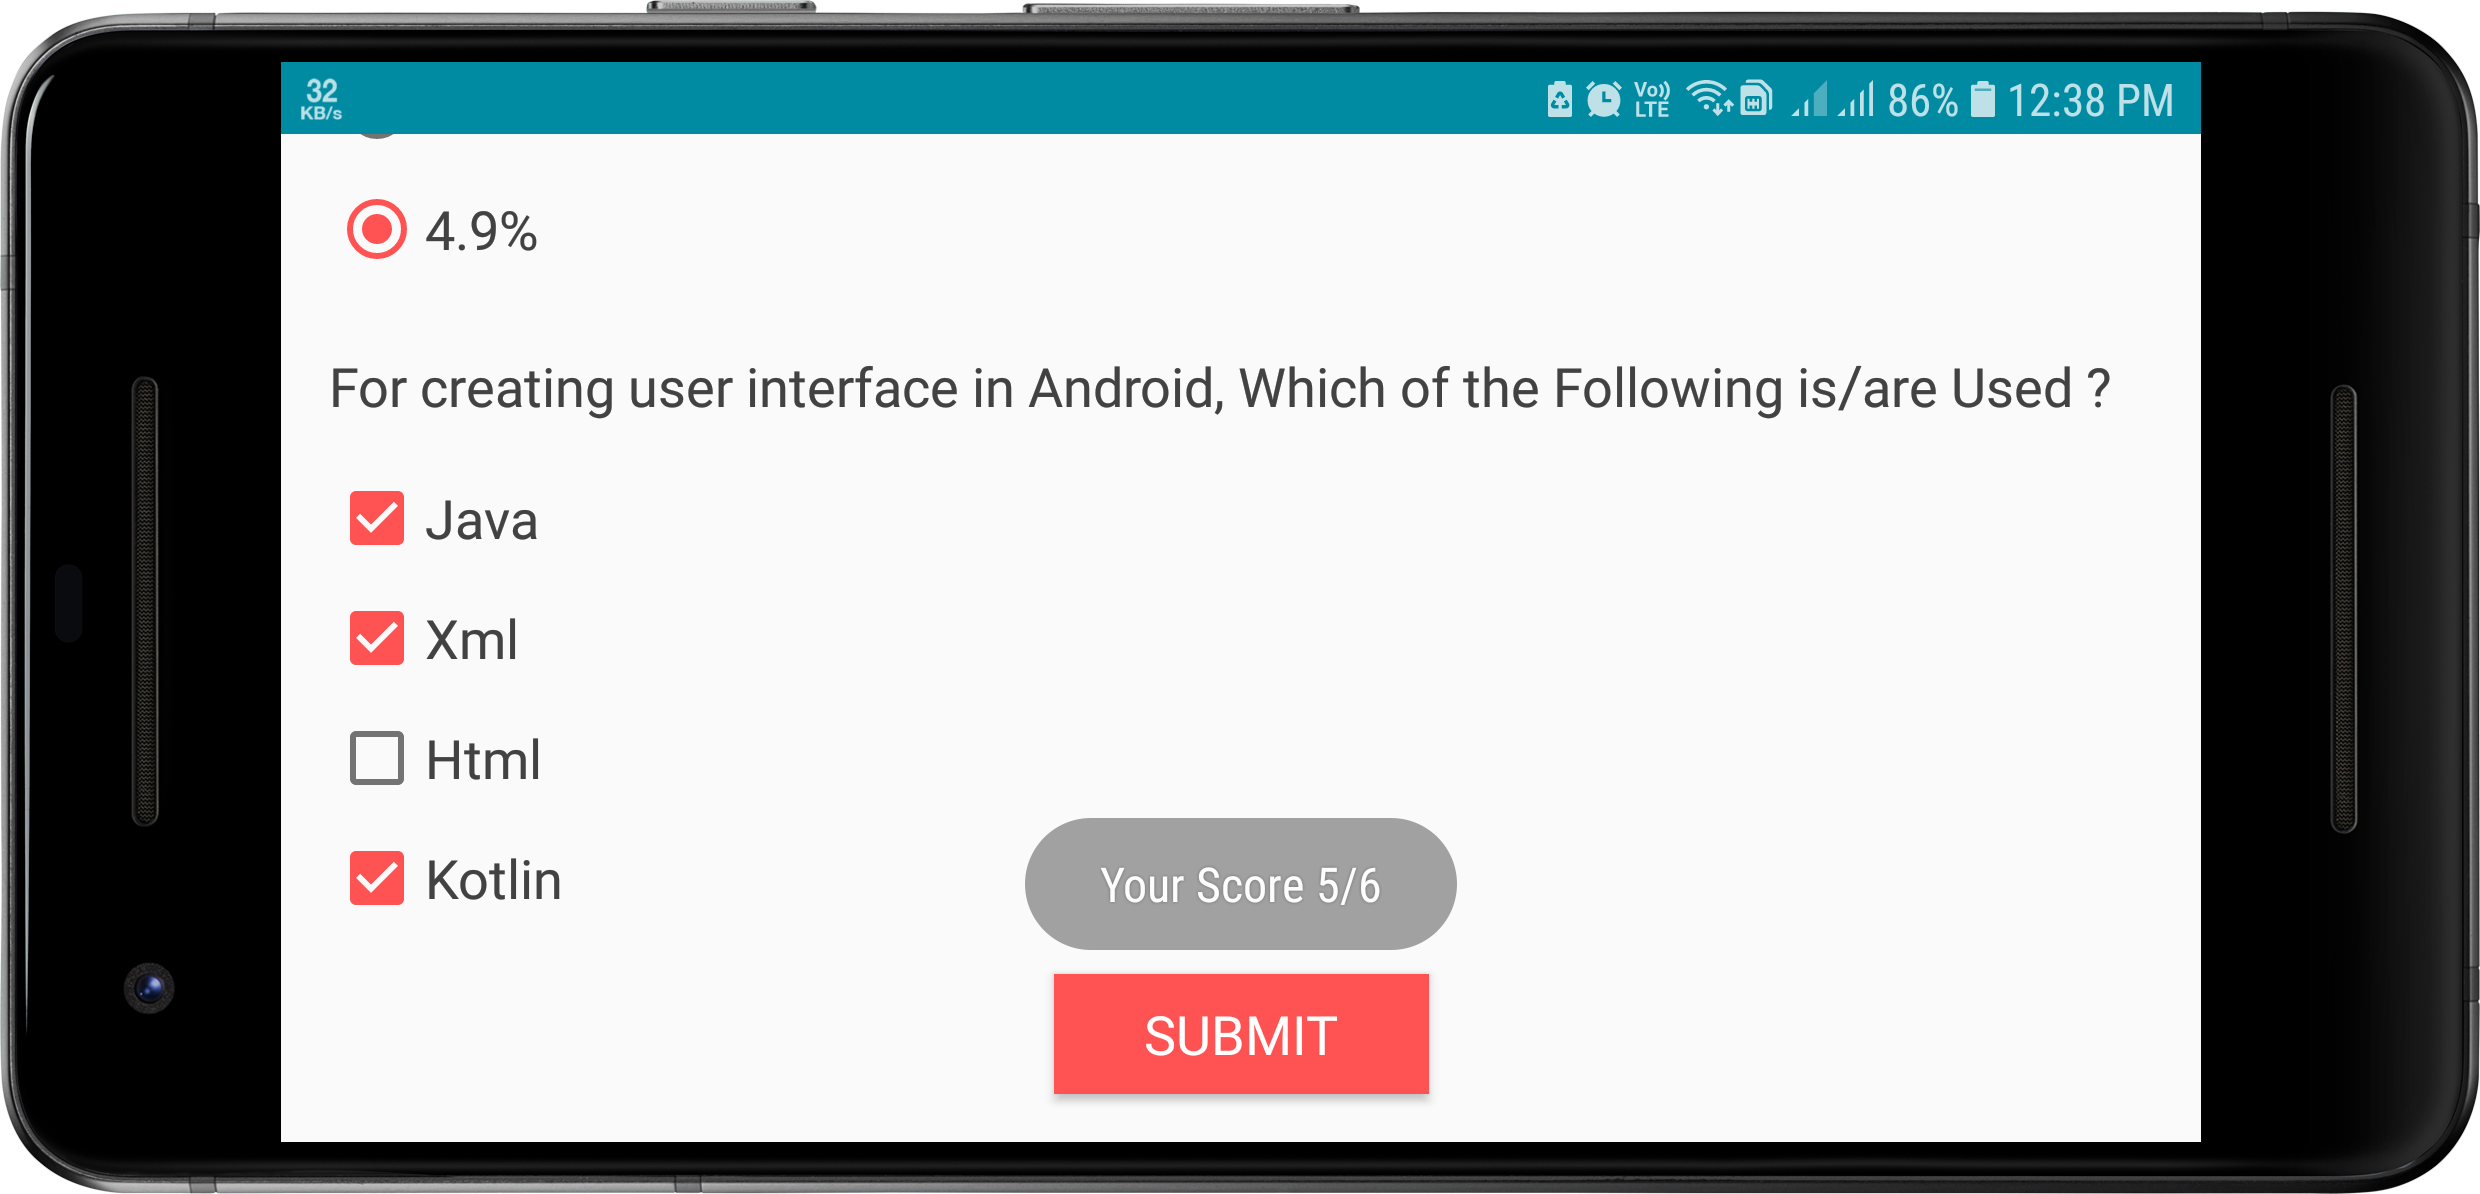 32
KB/s
Vo))
LTE
86%
12:38 PM
4.9%
For creating user interface in Android, Which of the Following is/are Used ?
Java
Xml
Html
Kotlin
Your Score 5/6
SUBMIT